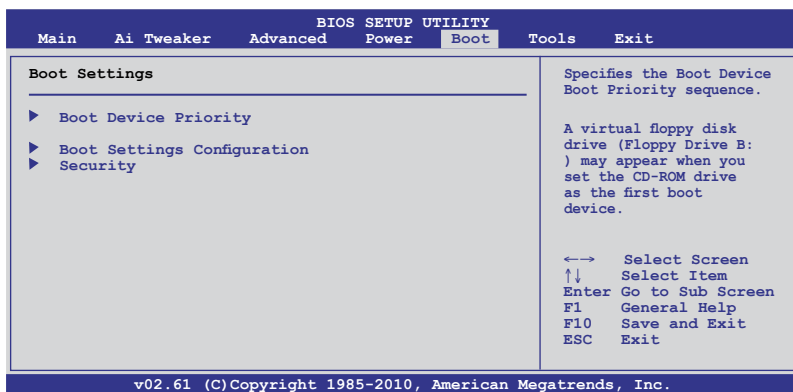 BIOS SETUP UTILITY
Main Ai Tweaker Advanced Power Boot Tools Exit
Boot Settings
Boot Device Priority
Boot Settings Configuration
Security
Specifies the Boot Device
Boot Priority sequence.
A virtual floppy disk
drive (Floppy Drive B:
) may appear when you
set the CD-ROM drive
as the first boot
device.
←→ Select Screen
↑↓ Select Item
Enter Go to Sub Screen
F1 General Help
F10 Save and Exit
ESC Exit
v02.61 (C)Copyright 1985-2010, American Megatrends, Inc.